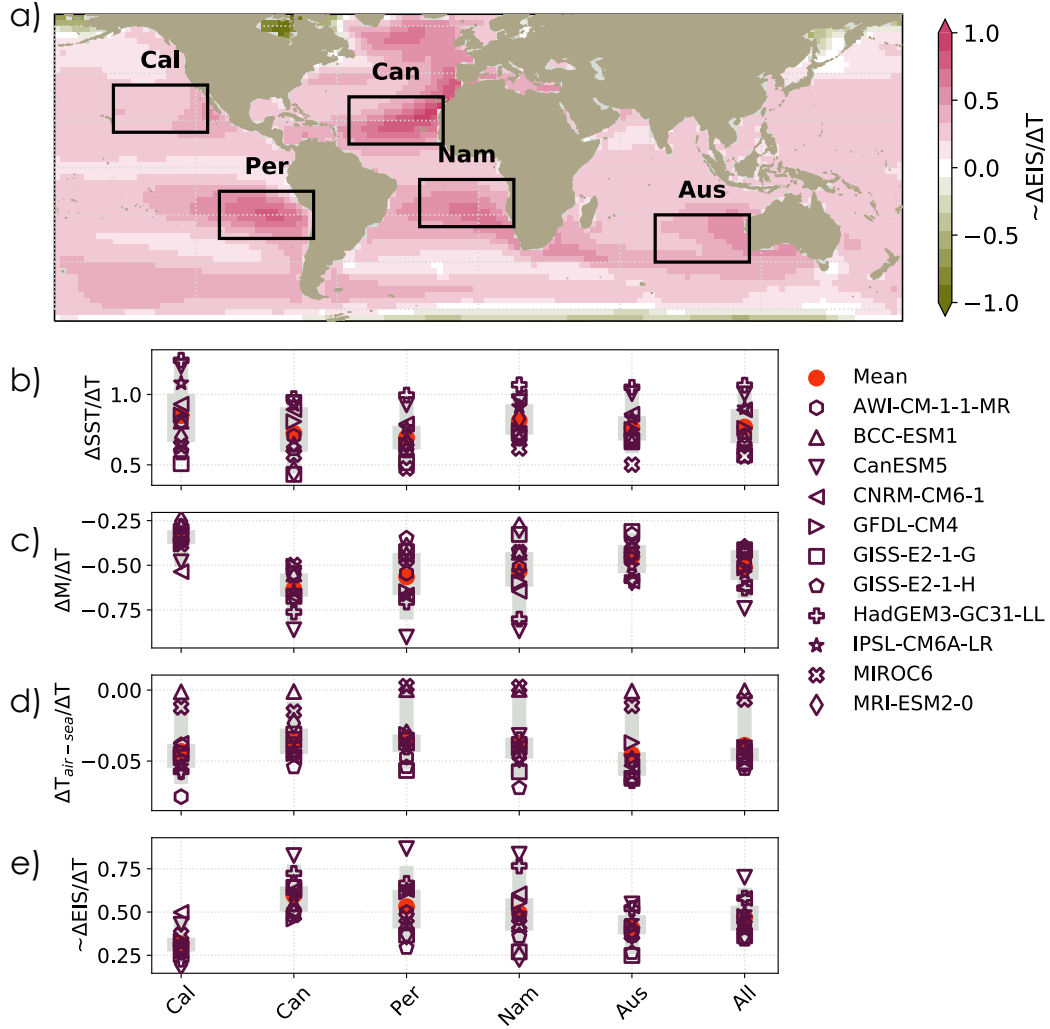 a)
Cal
Can
Per
Nam
Aus
1.0
0.5
0.0
−0.5
−1.0
~ΔEIS/ΔT
b)
ΔSST/ΔT
1.0
0.5
c)
ΔM/ΔT
−0.25
−0.50
−0.75
d)
ΔT_{air−sea}/ΔT
0.00
−0.05
e)
~ΔEIS/ΔT
0.75
0.50
0.25
Cal
Can
Per
Nam
Aus
All
Mean
AWI-CM-1-1-MR
BCC-ESM1
CanESM5
CNRM-CM6-1
GFDL-CM4
GISS-E2-1-G
GISS-E2-1-H
HadGEM3-GC31-LL
IPSL-CM6A-LR
MIROC6
MRI-ESM2-0